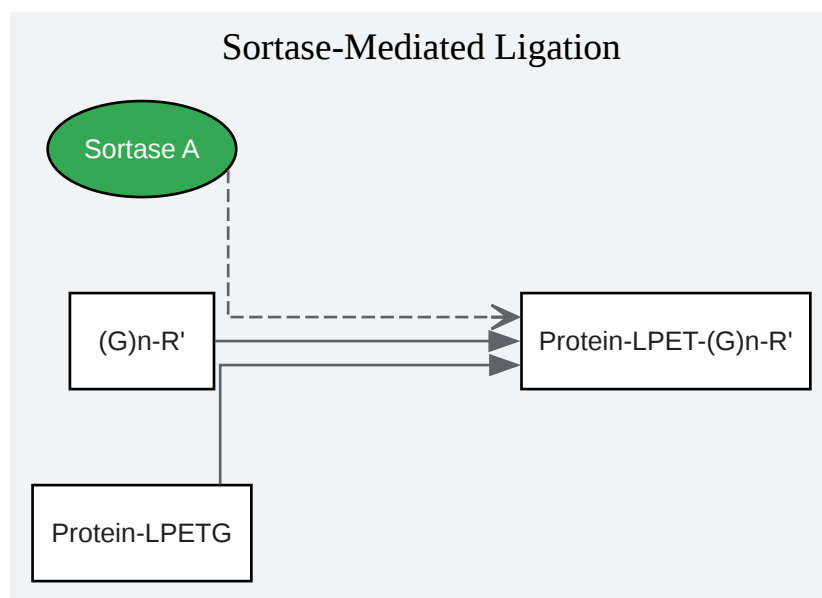 Sortase-Mediated Ligation
Sortase A
(G)n-R'
Protein-LPET-(G)n-R'
Protein-LPETG